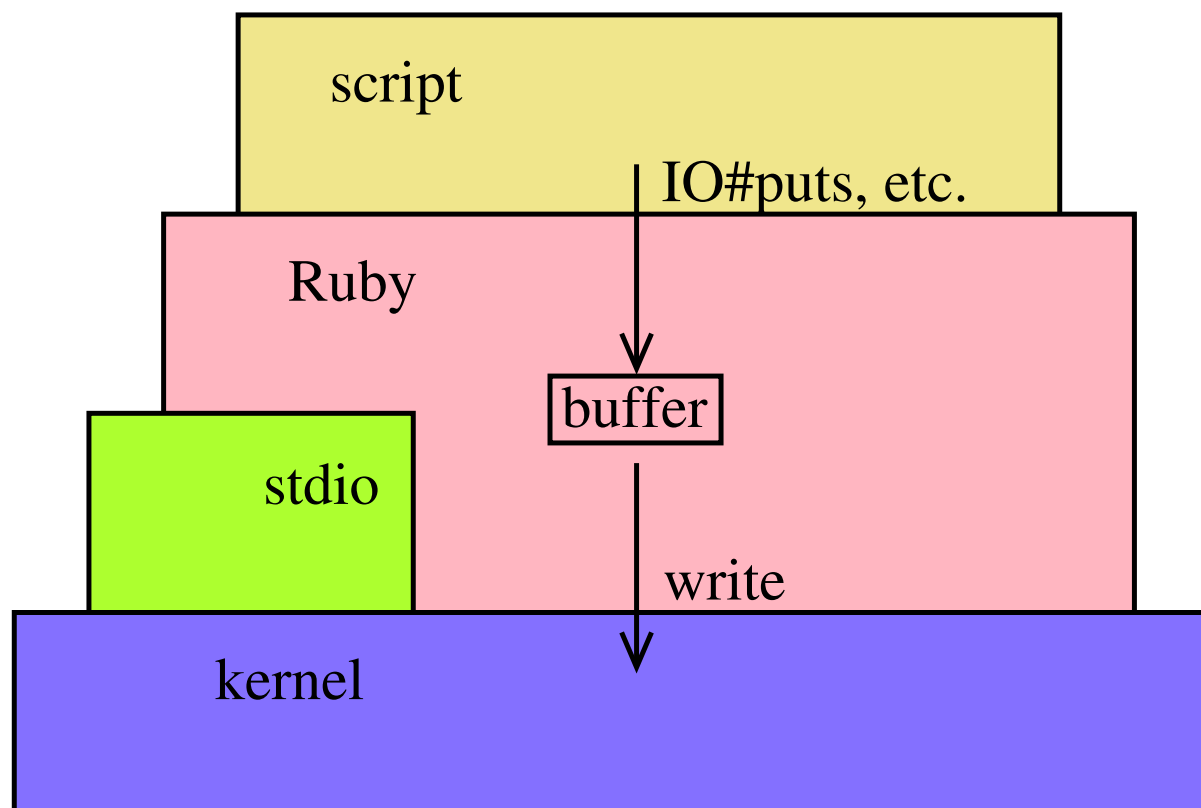 script
IO#puts, etc.
Ruby
buffer
stdio
write
kernel